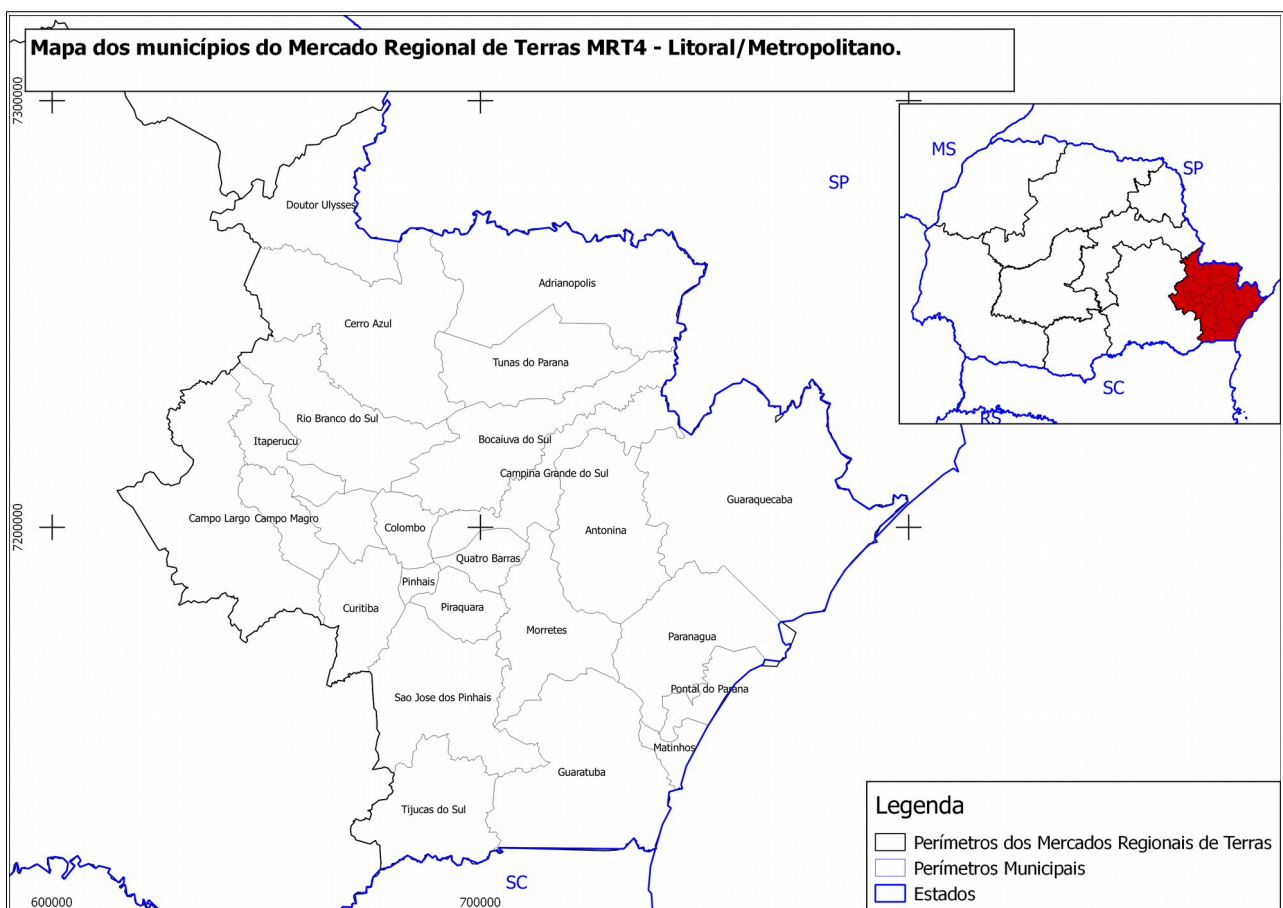 Mapa dos municípios do Mercado Regional de Terras MRT4 - Litoral/Metropolitano.
7300000
MS
SP
SP
Doutor Ulysses
Adrianopolis
Cerro Azul
Tunas do Parana
SC
RS
Rio Branco do Sul
Itaperucu
Bocaiuva do Sul
Campina Grande do Sul
Guaraquecaba
7200000
Campo Largo
Campo Magro
Colombo
Antonina
Quatro Barras
Pinhais
Curitiba
Piraquara
Morretes
Paranagua
Sao Jose dos Pinhais
Pontal do Parana
Matinhos
Guaratuba
Tijucas do Sul
SC
600000
700000
Legenda
Perímetros dos Mercados Regionais de Terras
Perímetros Municipais
Estados